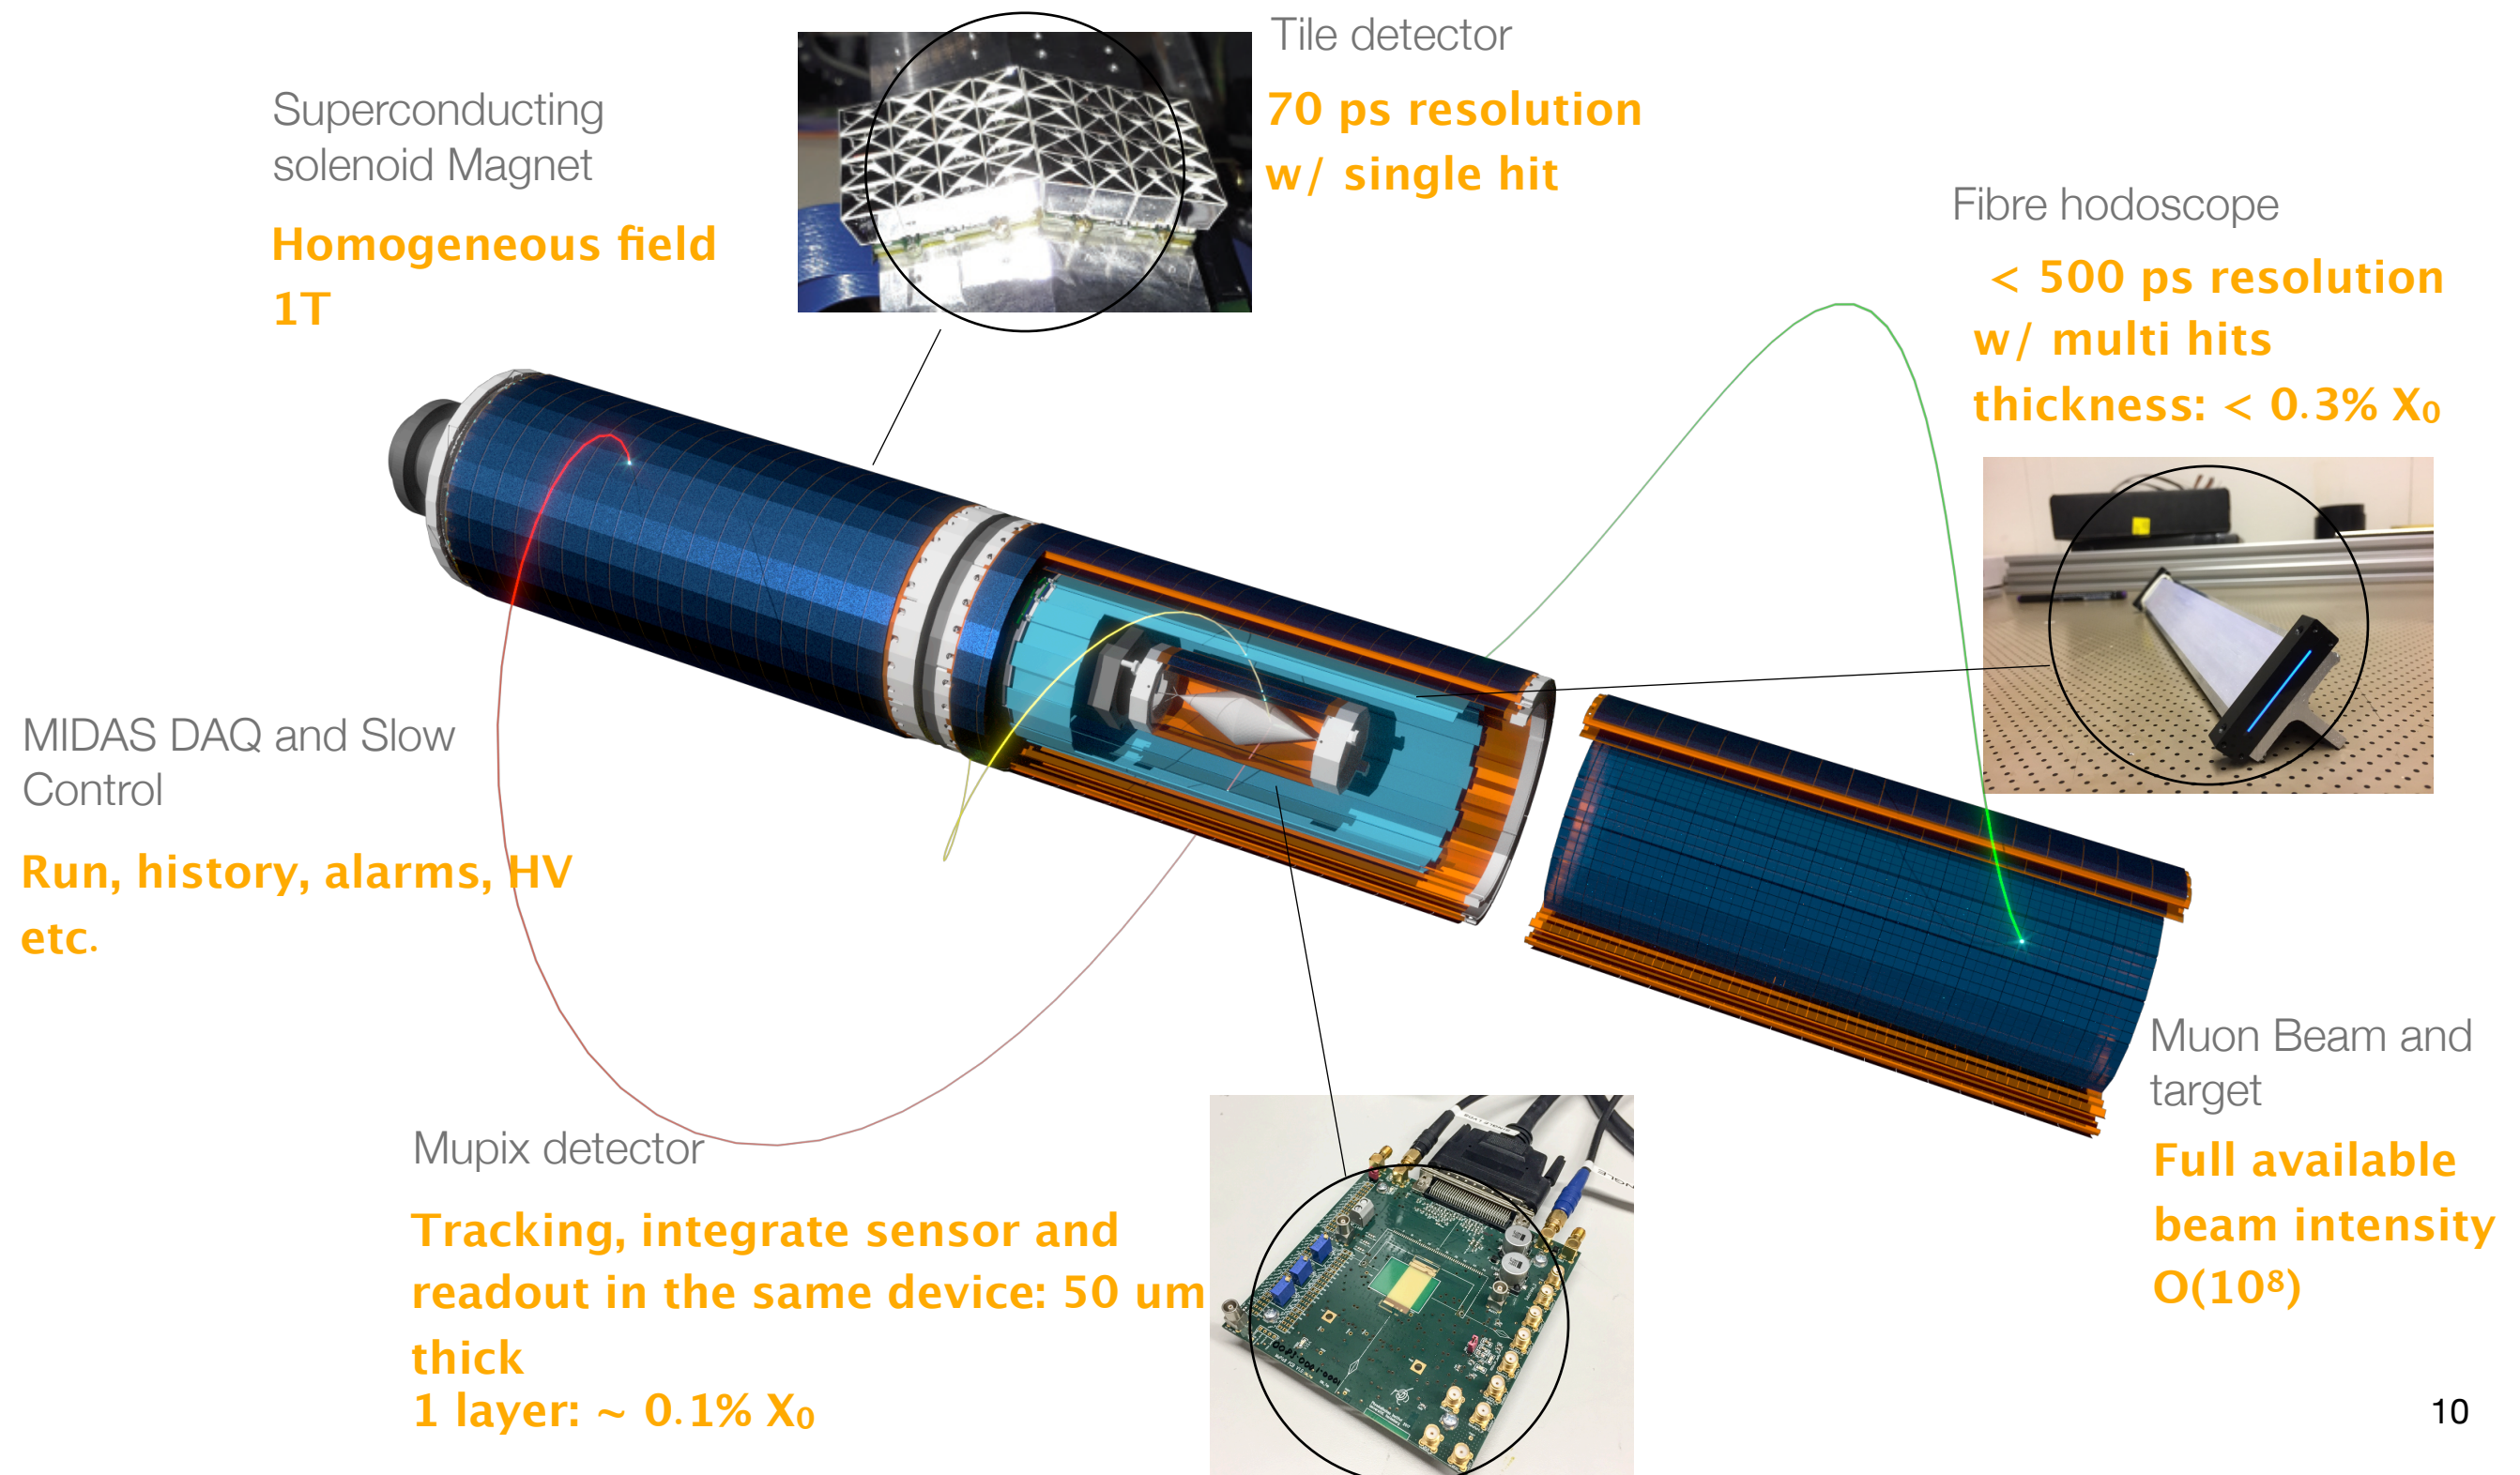 Tile detector
70 ps resolution
w/ single hit
Superconducting
solenoid Magnet
Homogeneous field
1T
Fibre hodoscope
< 500 ps resolution
w/ multi hits
thickness: < 0.3% X₀
MIDAS DAQ and Slow
Control
Run, history, alarms, HV
etc.
Muon Beam and
target
Full available
beam intensity
O(10⁸)
Mupix detector
Tracking, integrate sensor and
readout in the same device: 50 um
thick
1 layer: ~ 0.1% X₀
10